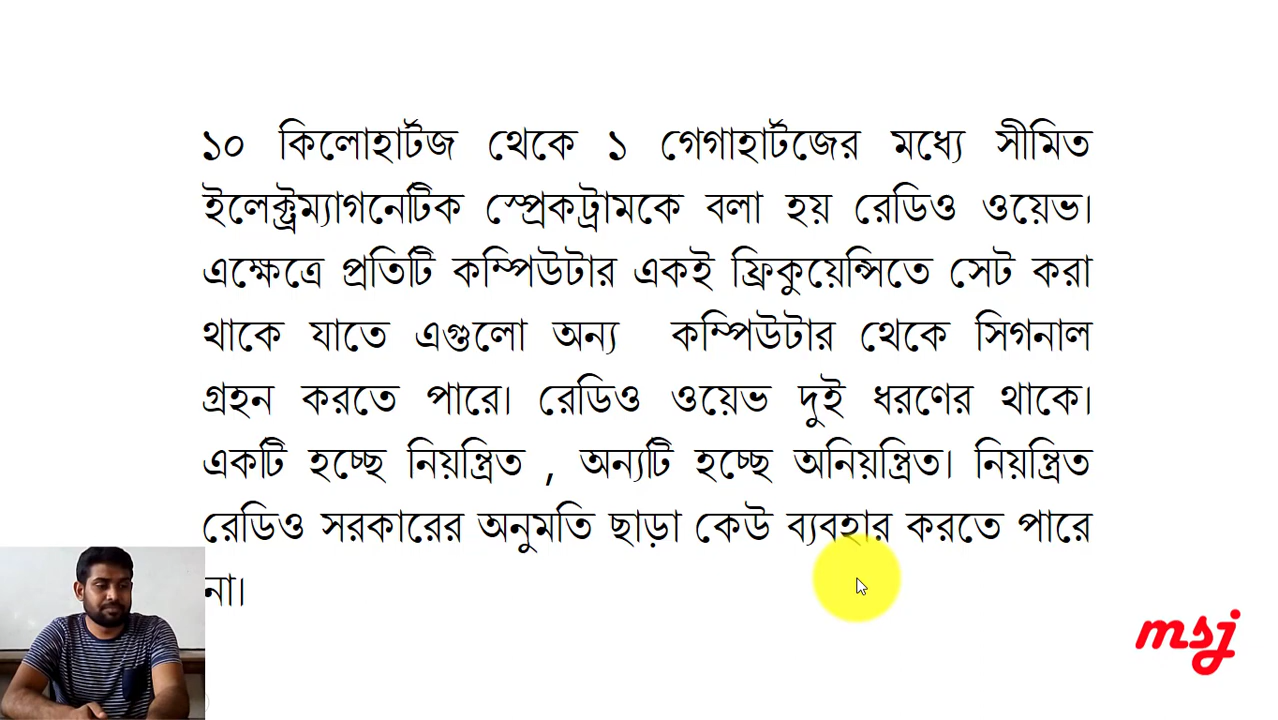 ১০ কিলোহার্টজ থেকে ১ গেগাহার্টজের মধ্যে সীমিত
ইলেক্ট্রম্যাগনেটিক স্প্রেকট্রামকে বলা হয় রেডিও ওয়েভ।
এক্ষেত্রে প্রতিটি কম্পিউটার একই ফ্রিকুয়েন্সিতে সেট করা
থাকে যাতে এগুলো অন্য কম্পিউটার থেকে সিগনাল
গ্রহন করতে পারে। রেডিও ওয়েভ দুই ধরণের থাকে।
একটি হচ্ছে নিয়ন্ত্রিত , অন্যটি হচ্ছে অনিয়ন্ত্রিত। নিয়ন্ত্রিত
রেডিও সরকারের অনুমতি ছাড়া কেউ ব্যবহার করতে পারে
না।
msj